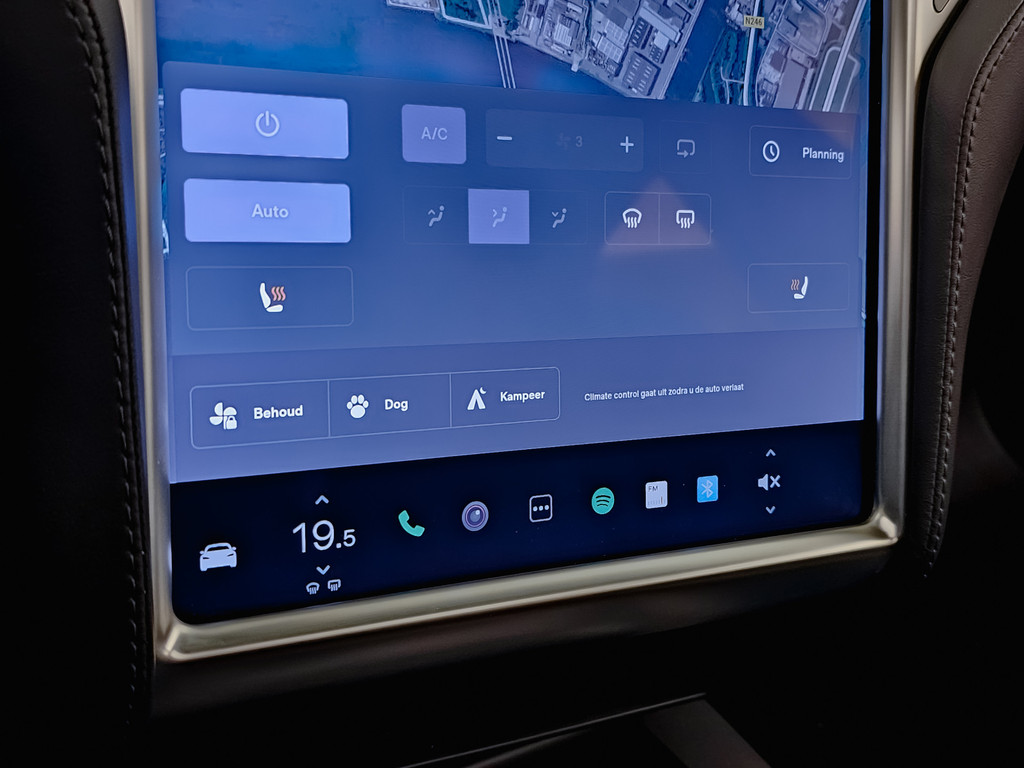 N246
A/C
3
Planning
Auto
Behoud
Dog
Kampeer
Climate control gaat uit zodra u de auto verlaat
19.5
FM